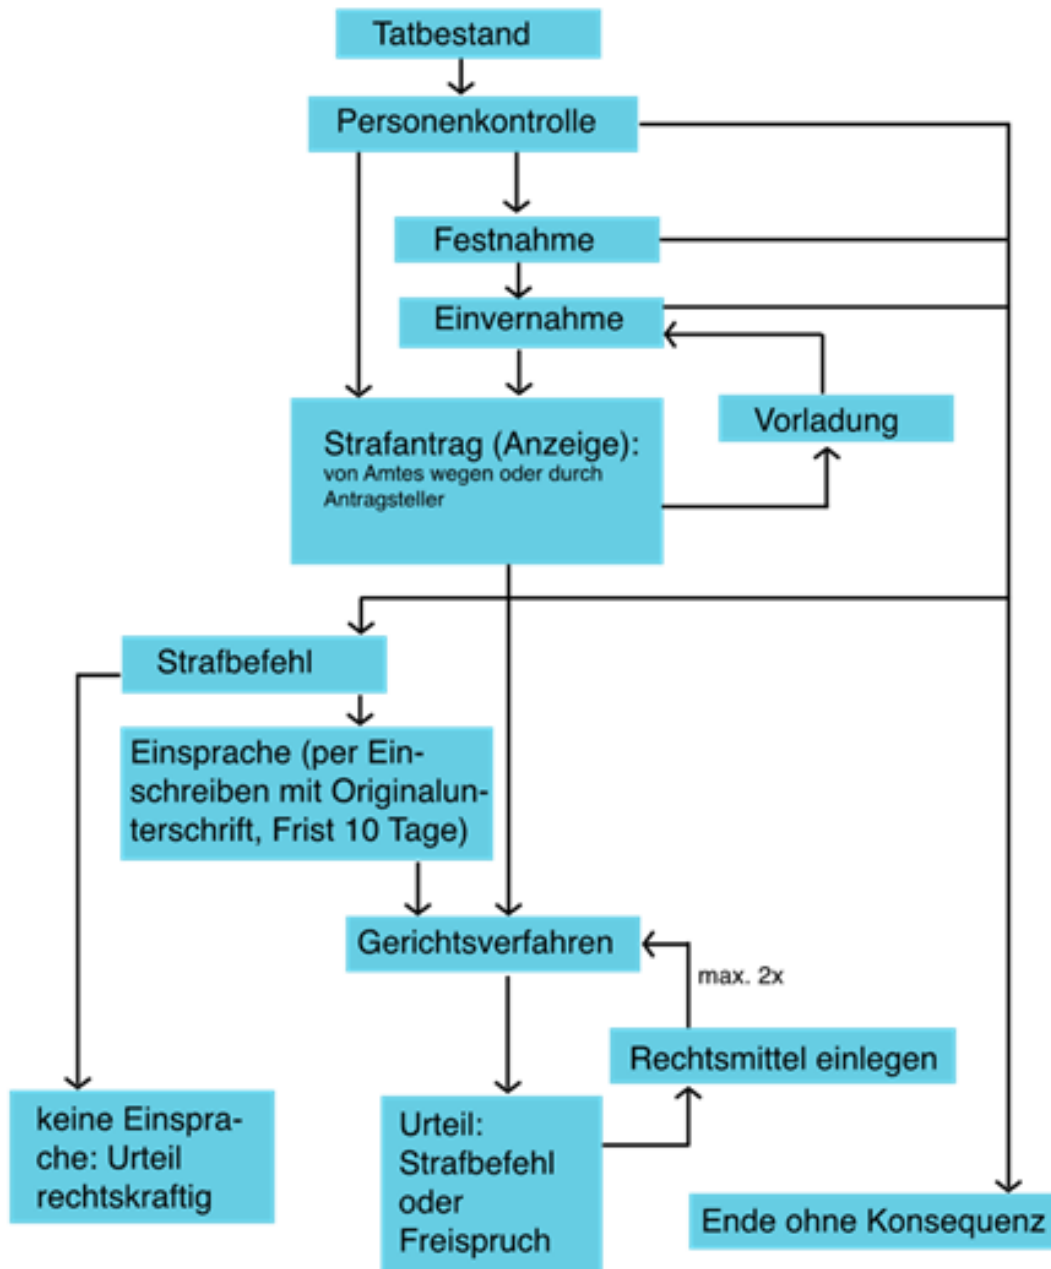 Tatbestand
Personenkontrolle
Festnahme
Einvernahme
Vorladung
Strafantrag (Anzeige):
von Amtes wegen oder durch
Antragsteller
Strafbefehl
Einsprache (per Ein-
schreiben mit Originalun-
terschrift, Frist 10 Tage)
Gerichtsverfahren
max. 2x
Rechtsmittel einlegen
keine Einspra-
che: Urteil
rechtskraftig
Urteil:
Strafbefehl
oder
Freispruch
Ende ohne Konsequenz